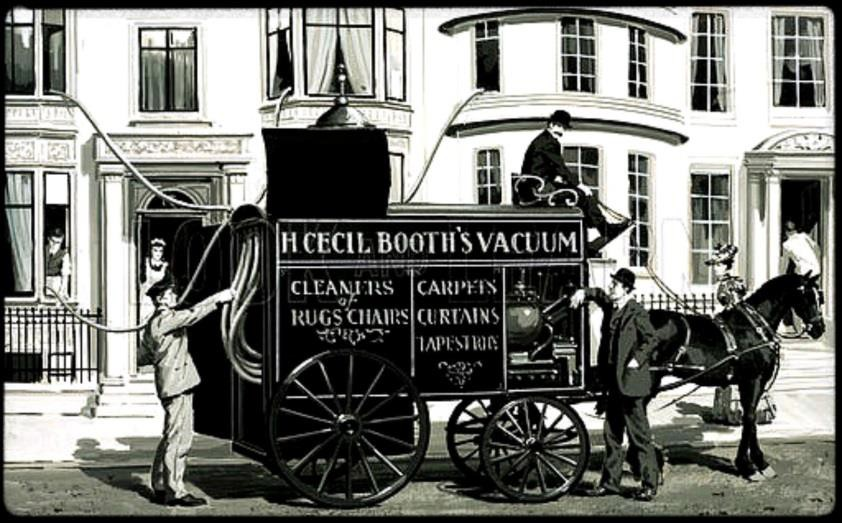 H. CECIL BOOTH'S VACUUM
CLEANERS
of
RUGS CHAIRS
CARPETS
CURTAINS
TAPESTRIES